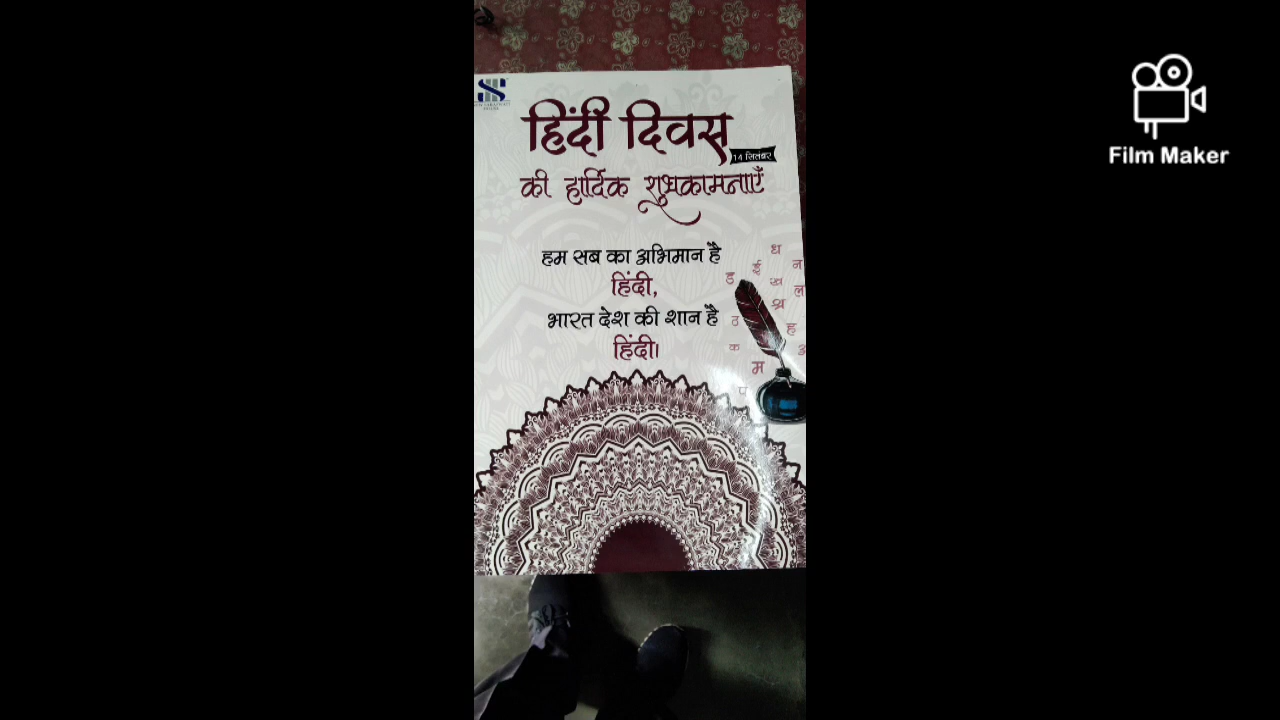 हिंदी दिवस
14 सितंबर
की हार्दिक शुभकामनाएँ
हम सब का अभिमान है
हिंदी,
भारत देश की शान है
हिंदी।
ध
ई
न
ड
ख
ल
श्र
ठ
ह
क
अ
म
प
Film Maker